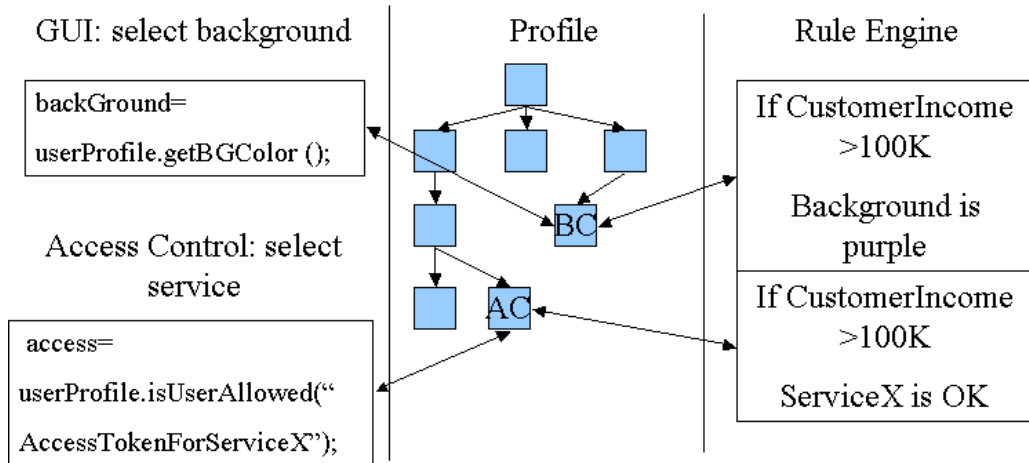 GUI: select background
backGround=
userProfile.getBGColor ();
Access Control: select
service
access=
userProfile.isUserAllowed(“
AccessTokenForServiceX”);
Profile
BC
AC
Rule Engine
If CustomerIncome
>100K
Background is
purple
If CustomerIncome
>100K
ServiceX is OK